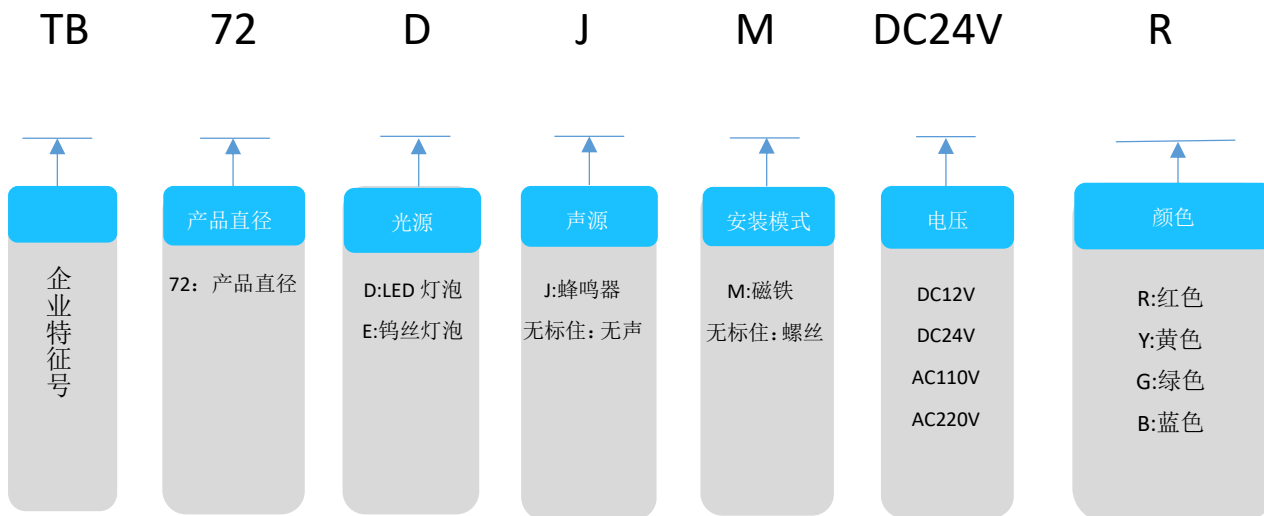 TB 72 D J M DC24V R
产品直径 光源 声源 安装模式 电压 颜色
企业特征号
72：产品直径
D:LED 灯泡
E:钨丝灯泡
J:蜂鸣器
无标住：无声
M:磁铁
无标住：螺丝
DC12V
DC24V
AC110V
AC220V
R:红色
Y:黄色
G:绿色
B:蓝色